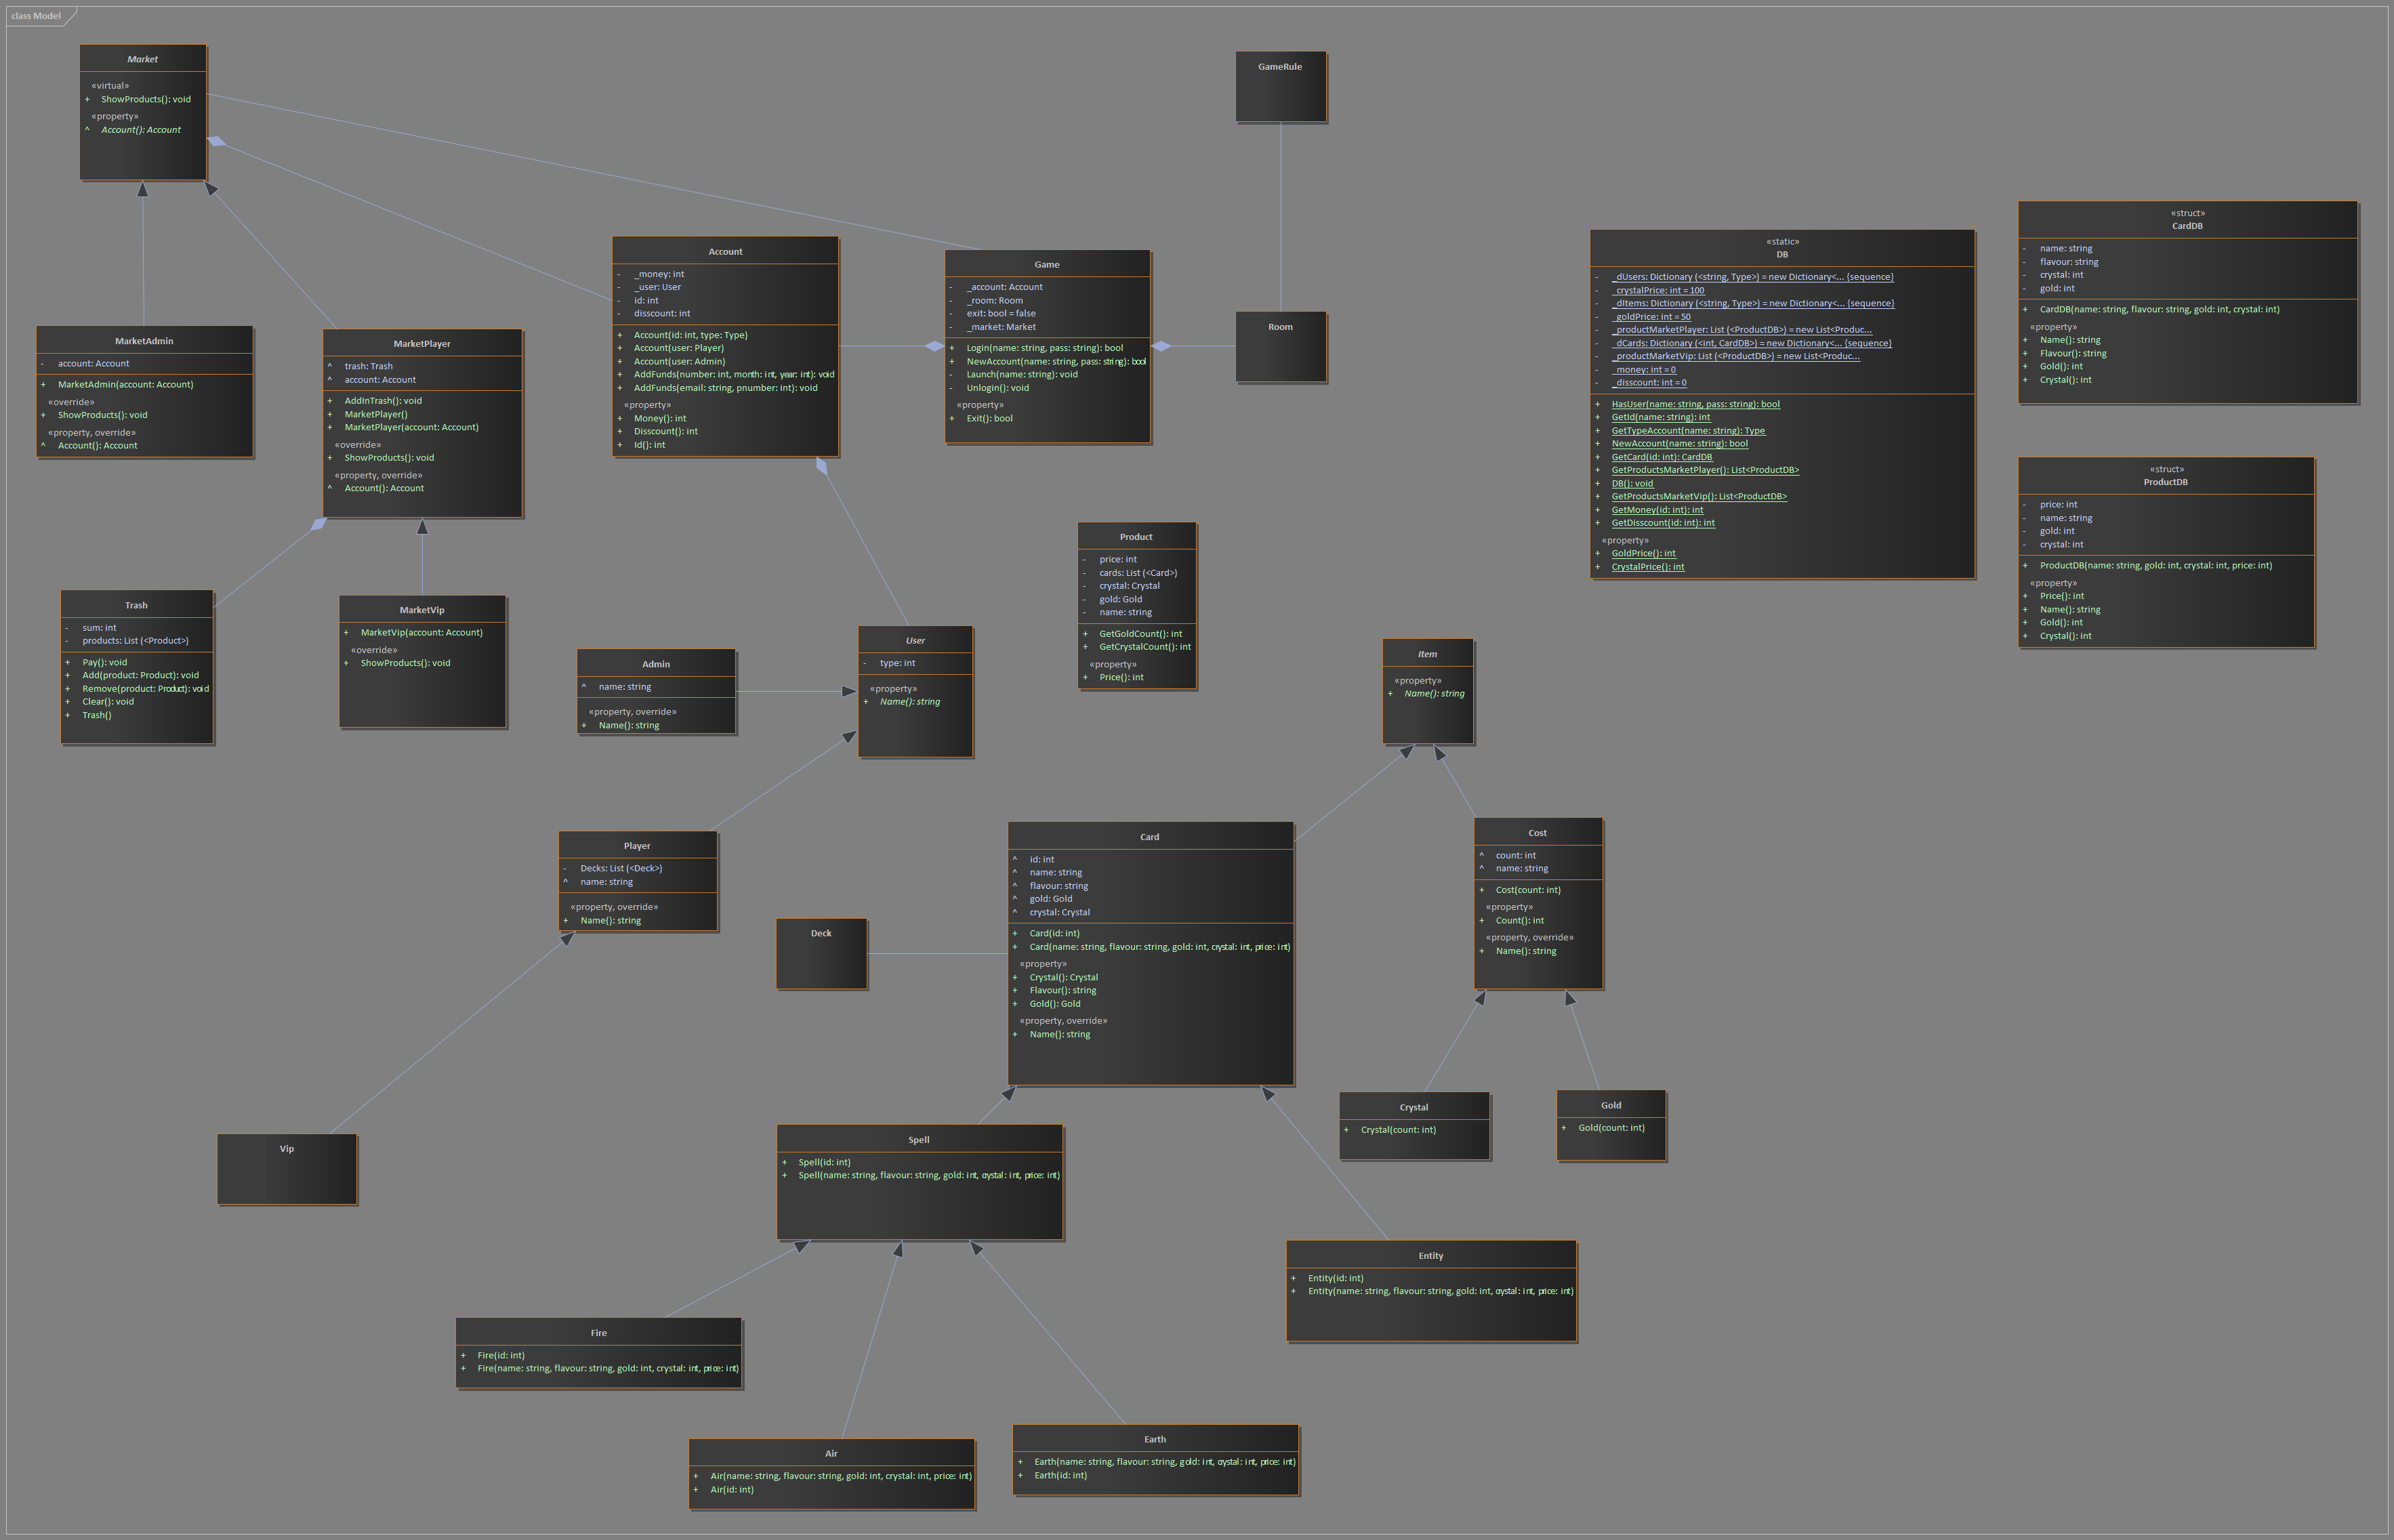 class Model
Market
«virtual»
+ ShowProducts(): void
«property»
^ Account(): Account
GameRule
MarketAdmin
- account: Account
+ MarketAdmin(account: Account)
«override»
+ ShowProducts(): void
«property, override»
^ Account(): Account
MarketPlayer
^ trash: Trash
^ account: Account
+ AddInTrash(): void
+ MarketPlayer()
+ MarketPlayer(account: Account)
«override»
+ ShowProducts(): void
«property, override»
^ Account(): Account
Account
- _money: int
- _user: User
- id: int
- disscount: int
+ Account(id: int, type: Type)
+ Account(user: Player)
+ Account(user: Admin)
+ AddFunds(number: int, month: int, year: int): void
+ AddFunds(email: string, pnumber: int): void
«property»
+ Money(): int
+ Disscount(): int
+ Id(): int
Game
- _account: Account
- _room: Room
- exit: bool = false
- _market: Market
+ Login(name: string, pass: string): bool
+ NewAccount(name: string, pass: string): bool
- Launch(name: string): void
- Unlogin(): void
«property»
+ Exit(): bool
Room
«static»
DB
- _dUsers: Dictionary (<string, Type>) = new Dictionary<... {sequence}
- _crystalPrice: int = 100
- _dItems: Dictionary (<string, Type>) = new Dictionary<... {sequence}
- _goldPrice: int = 50
- _productMarketPlayer: List (<ProductDB>) = new List<Produc...
- _dCards: Dictionary (<int, CardDB>) = new Dictionary<... {sequence}
- _productMarketVip: List (<ProductDB>) = new List<Produc...
- _money: int = 0
- _disscount: int = 0
+ HasUser(name: string, pass: string): bool
+ GetId(name: string): int
+ GetTypeAccount(name: string): Type
+ NewAccount(name: string): bool
+ GetCard(id: int): CardDB
+ GetProductsMarketPlayer(): List<ProductDB>
+ DB(): void
+ GetProductsMarketVip(): List<ProductDB>
+ GetMoney(id: int): int
+ GetDisscount(id: int): int
«property»
+ GoldPrice(): int
+ CrystalPrice(): int
«struct»
CardDB
- name: string
- flavour: string
- crystal: int
- gold: int
+ CardDB(name: string, flavour: string, gold: int, crystal: int)
«property»
+ Name(): string
+ Flavour(): string
+ Gold(): int
+ Crystal(): int
«struct»
ProductDB
- price: int
- name: string
- gold: int
- crystal: int
+ ProductDB(name: string, gold: int, crystal: int, price: int)
«property»
+ Price(): int
+ Name(): string
+ Gold(): int
+ Crystal(): int
Trash
- sum: int
- products: List (<Product>)
+ Pay(): void
+ Add(product: Product): void
+ Remove(product: Product): void
+ Clear(): void
+ Trash()
MarketVip
+ MarketVip(account: Account)
«override»
+ ShowProducts(): void
Admin
^ name: string
«property, override»
+ Name(): string
User
- type: int
«property»
+ Name(): string
Product
- price: int
- cards: List (<Card>)
- crystal: Crystal
- gold: Gold
- name: string
+ GetGoldCount(): int
+ GetCrystalCount(): int
«property»
+ Price(): int
Item
«property»
+ Name(): string
Player
- Decks: List (<Deck>)
^ name: string
«property, override»
+ Name(): string
Deck
Card
^ id: int
^ name: string
^ flavour: string
^ gold: Gold
^ crystal: Crystal
+ Card(id: int)
+ Card(name: string, flavour: string, gold: int, crystal: int, price: int)
«property»
+ Crystal(): Crystal
+ Flavour(): string
+ Gold(): Gold
«property, override»
+ Name(): string
Cost
^ count: int
^ name: string
+ Cost(count: int)
«property»
+ Count(): int
«property, override»
+ Name(): string
Crystal
+ Crystal(count: int)
Gold
+ Gold(count: int)
Vip
Spell
+ Spell(id: int)
+ Spell(name: string, flavour: string, gold: int, crystal: int, price: int)
Entity
+ Entity(id: int)
+ Entity(name: string, flavour: string, gold: int, crystal: int, price: int)
Fire
+ Fire(id: int)
+ Fire(name: string, flavour: string, gold: int, crystal: int, price: int)
Air
+ Air(name: string, flavour: string, gold: int, crystal: int, price: int)
+ Air(id: int)
Earth
+ Earth(name: string, flavour: string, gold: int, crystal: int, price: int)
+ Earth(id: int)